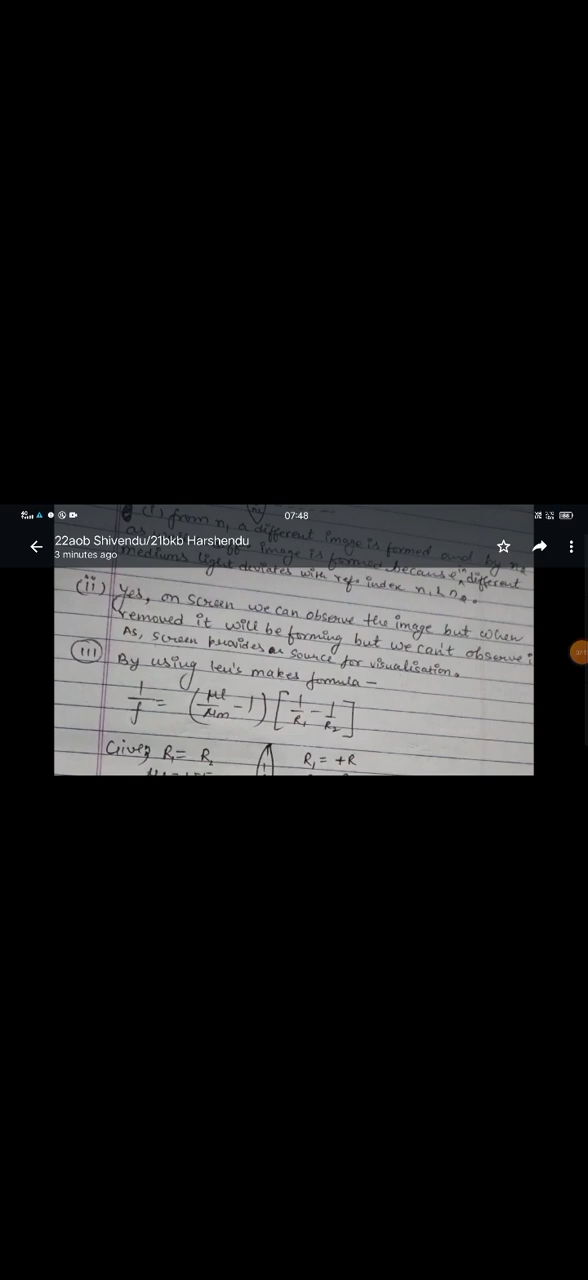 (i) from n, a different image is formed and by n2
07:48
22aob Shivendu/21bkb Harshendu
3 minutes ago
image is formed because in different
mediums light deviates with ref. index n1 & n2.
(ii) Yes, on screen we can observe the image but when
removed it will be forming but we can't observe i
As, screen provides as source for visualisation.
(iii) By using len's makes formula –
1/f = (μl/μm - 1) [1/R1 - 1/R2]
Given R1 = R2 R1 = +R